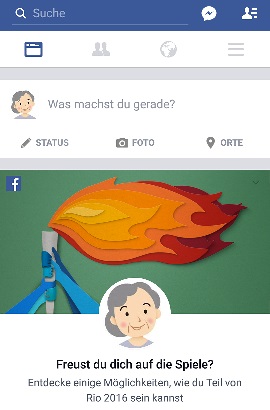 Suche
Was machst du gerade?
STATUS FOTO ORTE
f
Freust du dich auf die Spiele?
Entdecke einige Möglichkeiten, wie du Teil von
Rio 2016 sein kannst